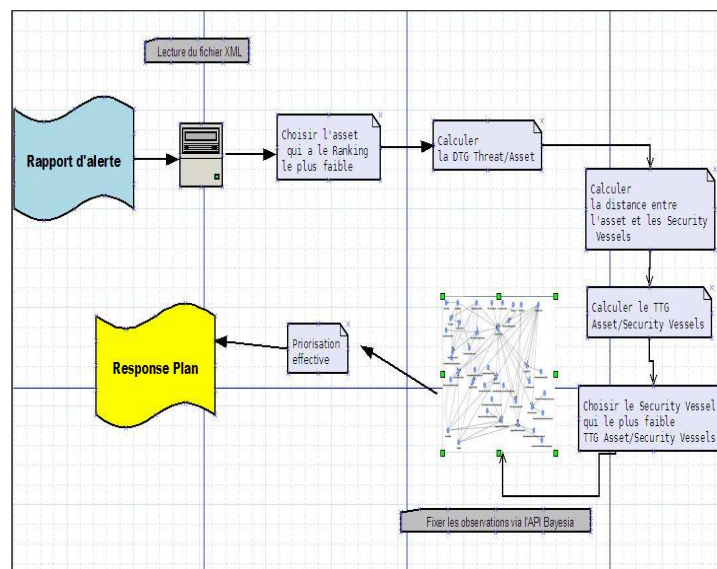 Lecture du fichier XML
Rapport d'alerte
Choisir l'asset
qui a le Ranking
le plus faible
Calculer
la DTG Threat/Asset
Calculer
la distance entre
l'asset et les Security
Vessels
Calculer le TTG
Asset/Security Vessels
Choisir le Security Vessel
qui le plus faible
TTG Asset/Security Vessels
Fixer les observations via l'API Bayesia
Priorisation
effective
Response Plan